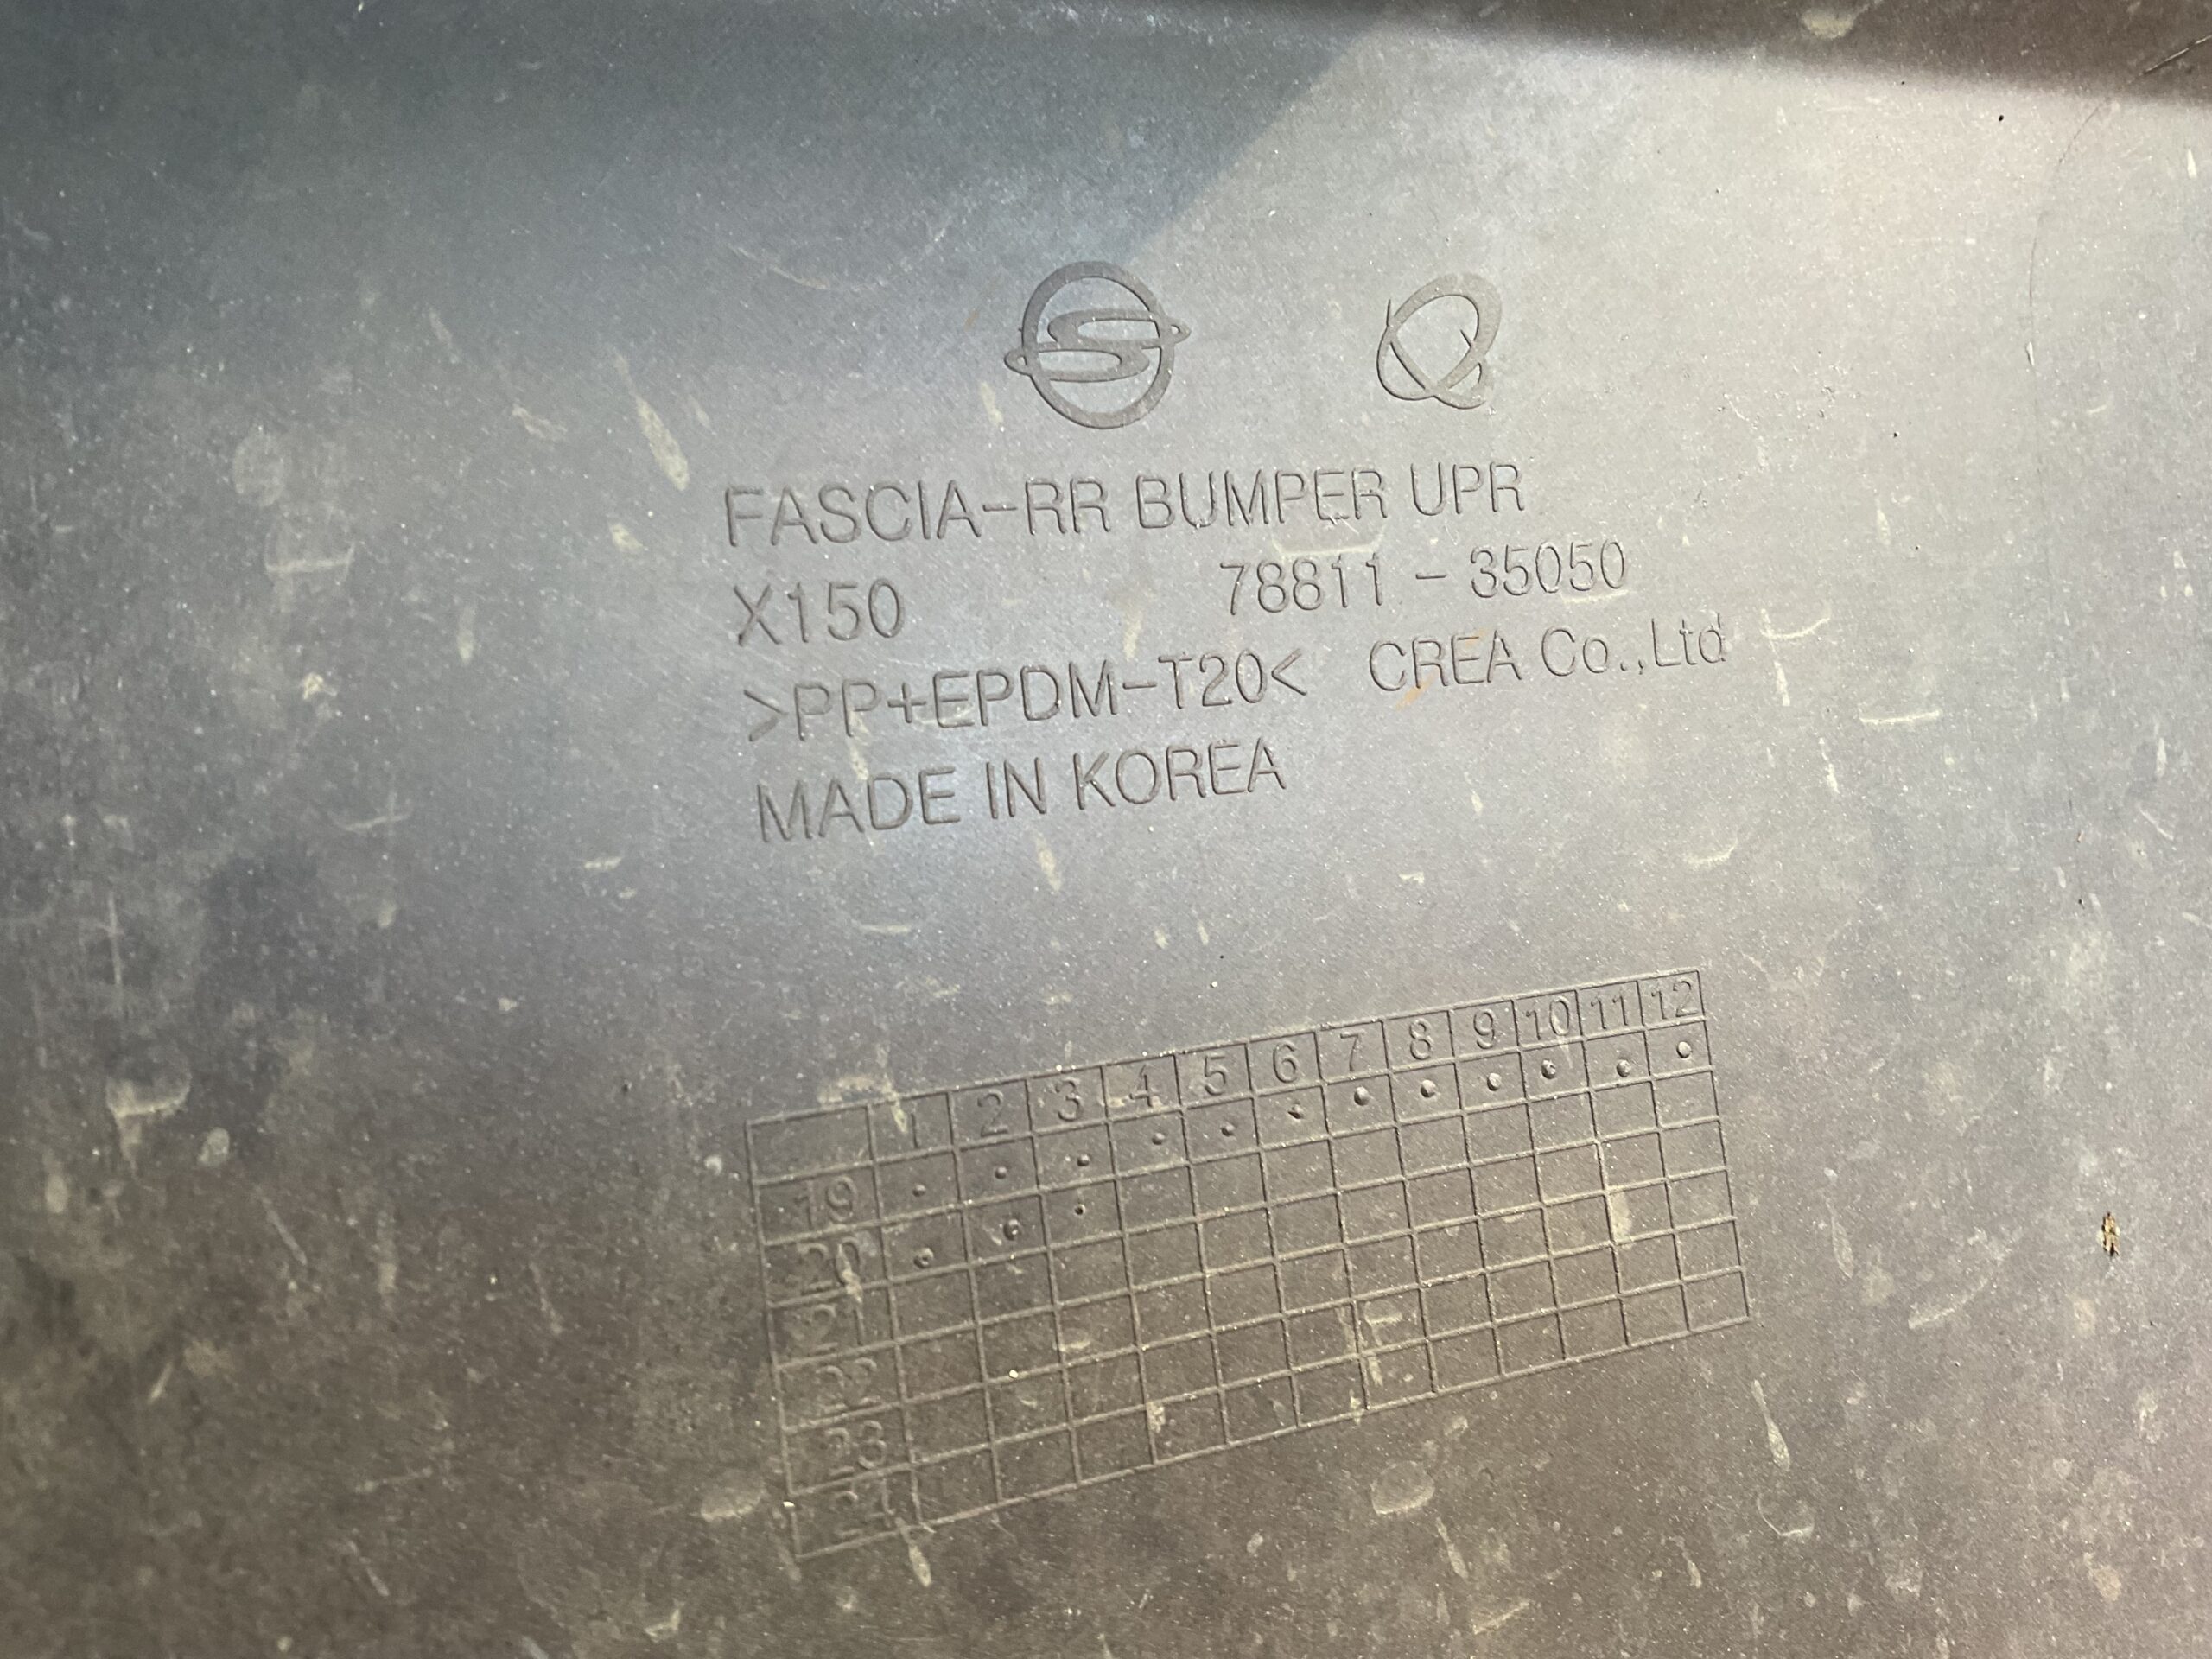 FASCIA-RR BUMPER UPR
X150 78811 - 35050
>PP+EPDM-T20< CREA Co.,Ltd
MADE IN KOREA
1 2 3 4 5 6 7 8 9 10 11 12
19
20
21
22
23
24